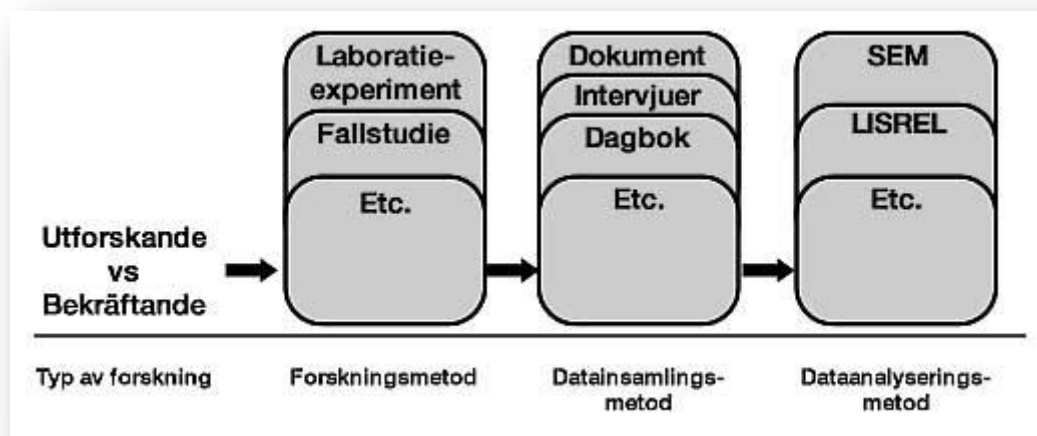 Laboratie-
experiment
Fallstudie
Etc.
Dokument
Intervjuer
Dagbok
Etc.
SEM
LISREL
Etc.
Utforskande
vs
Bekräftande
Typ av forskning
Forskningsmetod
Datainsamlings-
metod
Dataanalyserings-
metod